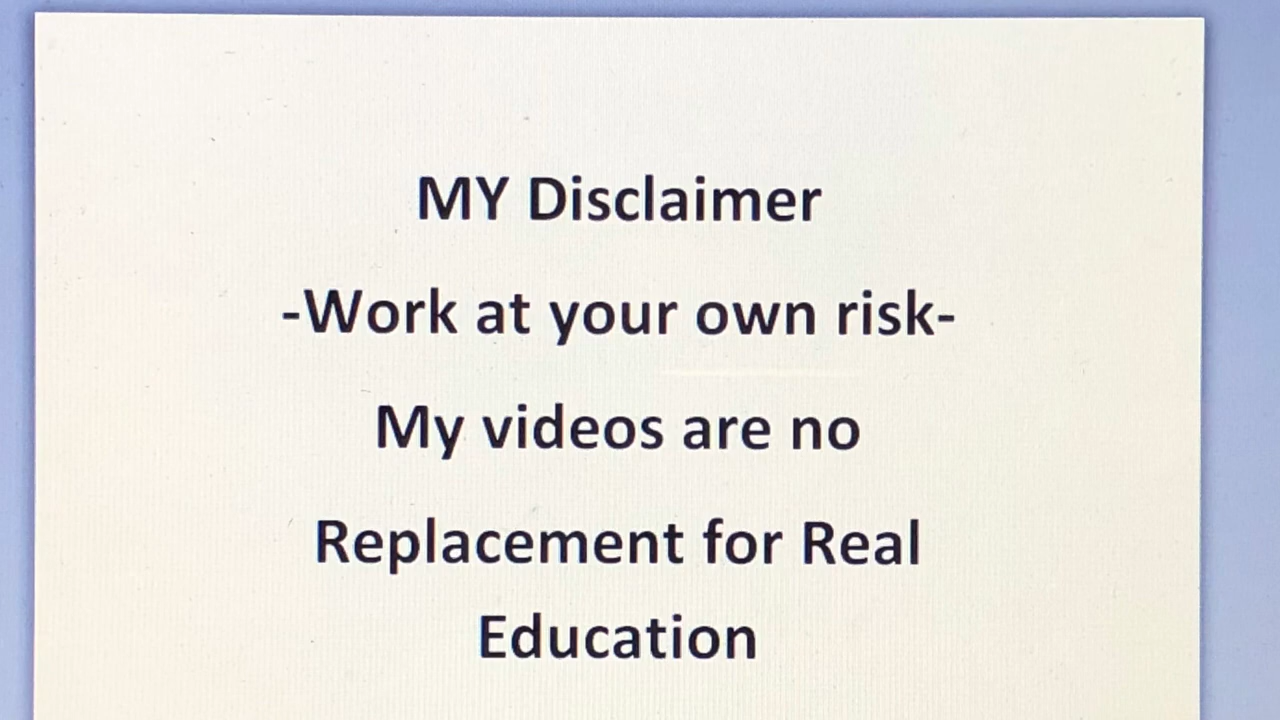 MY Disclaimer
-Work at your own risk-
My videos are no
Replacement for Real
Education